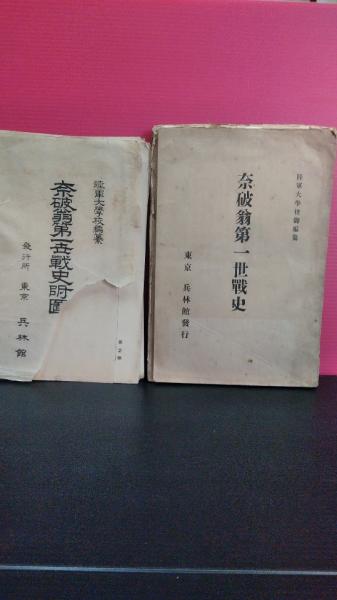 陸軍大學校編纂
奈破翁第一世戰史附圖
發行所 東京 兵林館
陸軍大學校御編纂
奈破翁第一世戰史
東京 兵林館發行